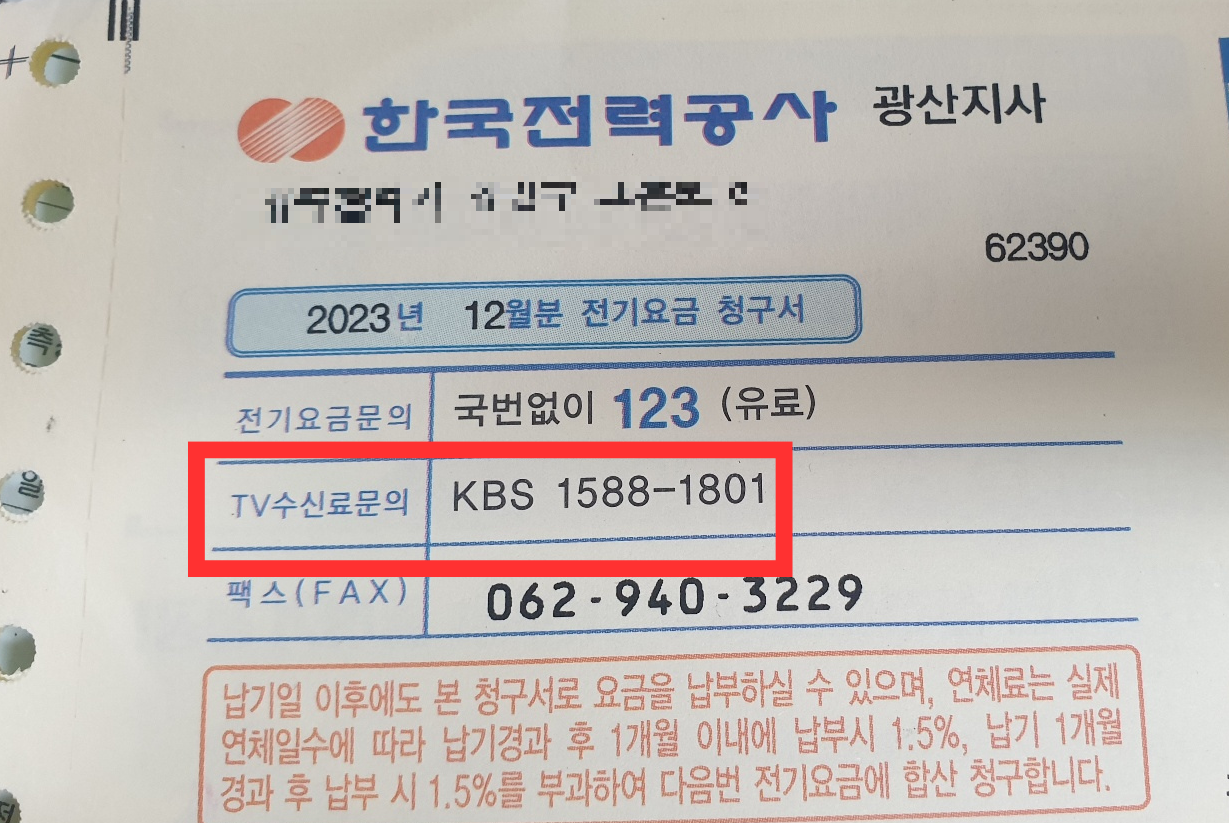 한국전력공사 광산지사
62390
2023년 12월분 전기요금 청구서
전기요금문의 국번없이 123 (유료)
TV수신료문의 KBS 1588-1801
팩스(FAX) 062-940-3229
납기일 이후에도 본 청구서로 요금을 납부하실 수 있으며, 연체료는 실제
연체일수에 따라 납기경과 후 1개월 이내에 납부시 1.5%, 납기 1개월
경과 후 납부 시 1.5%를 부과하여 다음번 전기요금에 합산 청구합니다.